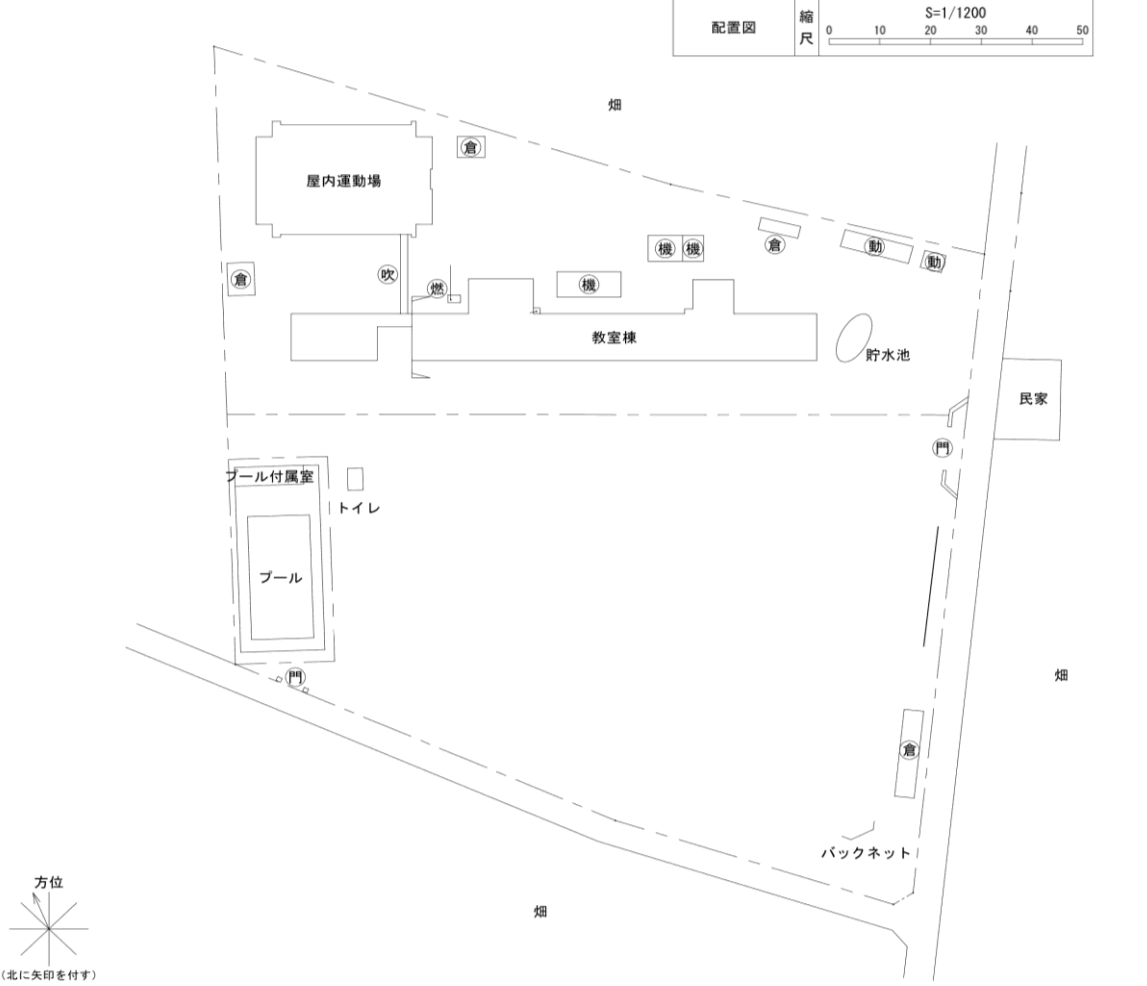 配置図
縮尺
S=1/1200
0 10 20 30 40 50
畑
倉
屋内運動場
機 機
倉
動
動
倉
吹
燃
機
教室棟
貯水池
民家
門
プール付属室
トイレ
プール
門
畑
倉
バックネット
方位
畑
(北に矢印を付す)